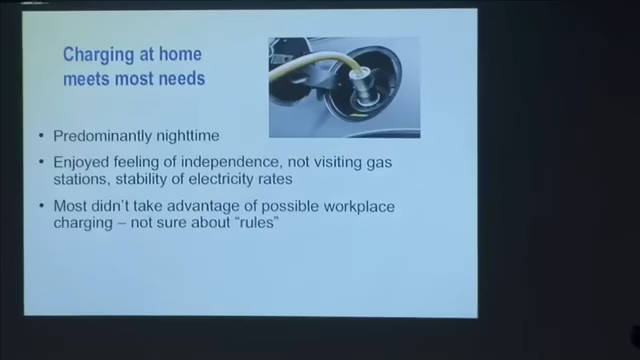 Charging at home
meets most needs
• Predominantly nighttime
• Enjoyed feeling of independence, not visiting gas
stations, stability of electricity rates
• Most didn't take advantage of possible workplace
charging – not sure about “rules”